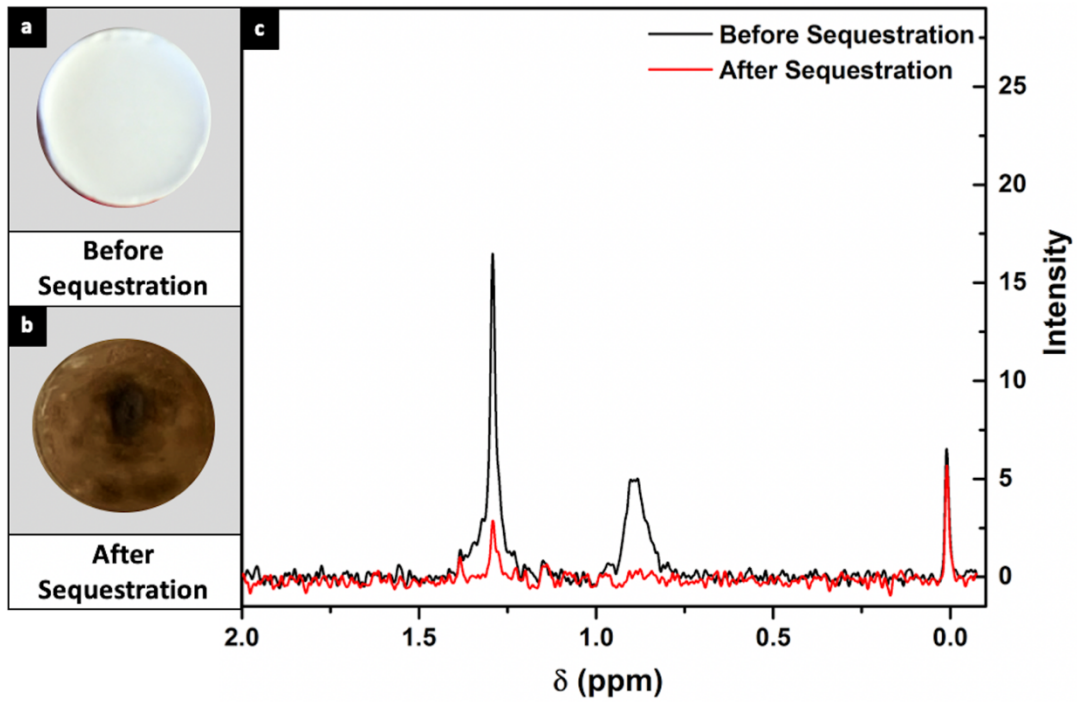 a
Before
Sequestration
b
After
Sequestration
c
Before Sequestration
After Sequestration
25
20
15
10
5
0
Intensity
2.0 1.5 1.0 0.5 0.0
δ (ppm)